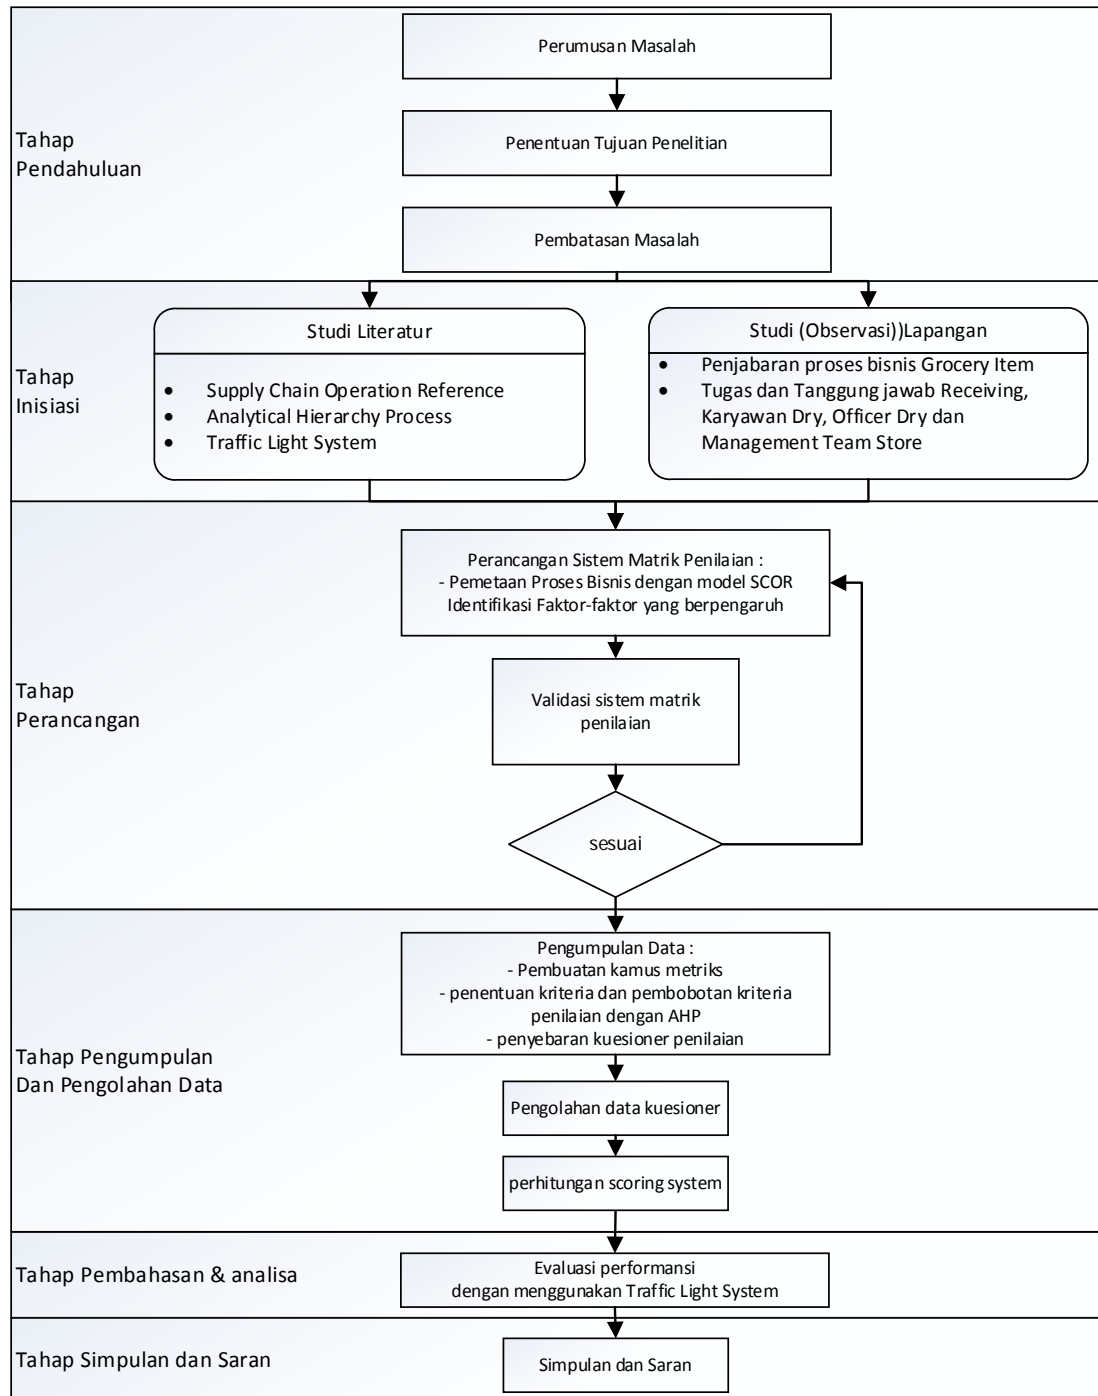 Perumusan Masalah
Penentuan Tujuan Penelitian
Tahap
Pendahuluan
Pembatasan Masalah
Studi Literatur
• Supply Chain Operation Reference
• Analytical Hierarchy Process
• Traffic Light System
Studi (Observasi))Lapangan
• Penjabaran proses bisnis Grocery Item
• Tugas dan Tanggung jawab Receiving,
Karyawan Dry, Officer Dry dan
Management Team Store
Tahap
Inisiasi
Perancangan Sistem Matrik Penilaian :
- Pemetaan Proses Bisnis dengan model SCOR
Identifikasi Faktor-faktor yang berpengaruh
Validasi sistem matrik
penilaian
Tahap
Perancangan
sesuai
Pengumpulan Data :
- Pembuatan kamus metriks
- penentuan kriteria dan pembobotan kriteria
penilaian dengan AHP
- penyebaran kuesioner penilaian
Tahap Pengumpulan
Dan Pengolahan Data
Pengolahan data kuesioner
perhitungan scoring system
Tahap Pembahasan & analisa
Evaluasi performansi
dengan menggunakan Traffic Light System
Tahap Simpulan dan Saran
Simpulan dan Saran